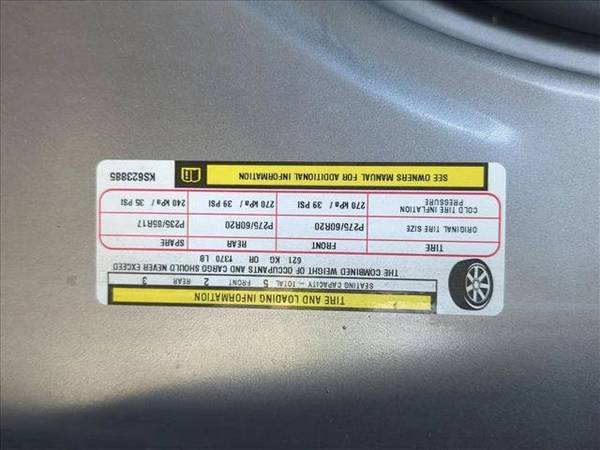 TIRE AND LOADING INFORMATION
SEATING CAPACITY - TOTAL 5 FRONT 2 REAR 3
THE COMBINED WEIGHT OF OCCUPANTS AND CARGO SHOULD NEVER EXCEED
621 KG OR 1370 LB
TIRE FRONT REAR SPARE
ORIGINAL TIRE SIZE P275/60R20 P275/60R20 P235/85R17
COLD TIRE INFLATION PRESSURE 270 kPa / 39 PSI 270 kPa / 39 PSI 240 kPa / 35 PSI
SEE OWNERS MANUAL FOR ADDITIONAL INFORMATION KS623885